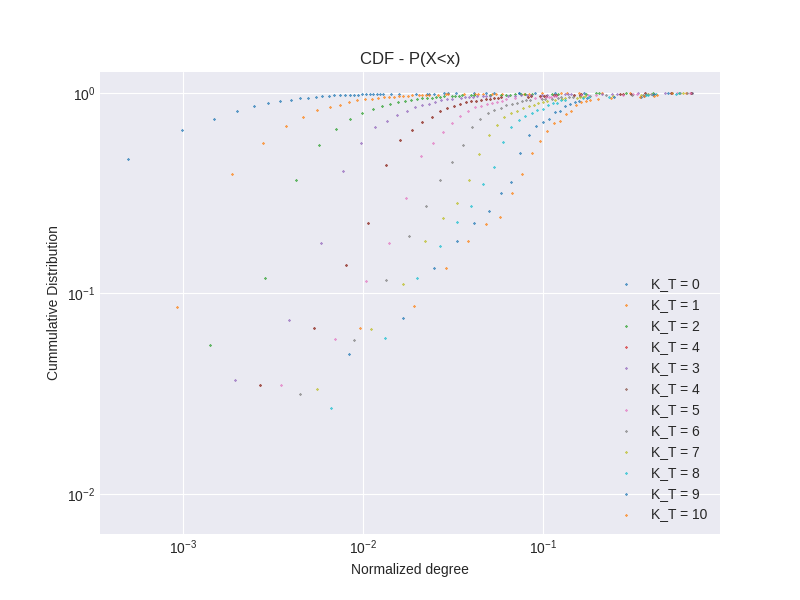 CDF - P(X<x)
Cummulative Distribution
10⁰
10⁻¹
10⁻²
K_T = 0
K_T = 1
K_T = 2
K_T = 4
K_T = 3
K_T = 4
K_T = 5
K_T = 6
K_T = 7
K_T = 8
K_T = 9
K_T = 10
10⁻³ 10⁻² 10⁻¹
Normalized degree